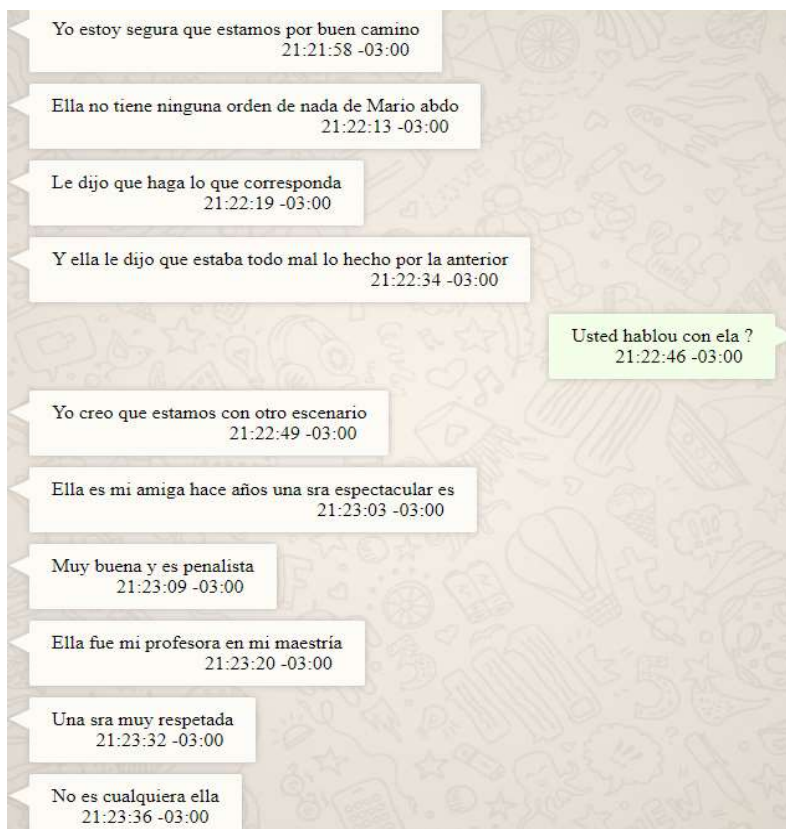 Yo estoy segura que estamos por buen camino
21:21:58 -03:00
Ella no tiene ninguna orden de nada de Mario abdo
21:22:13 -03:00
Le dijo que haga lo que corresponda
21:22:19 -03:00
Y ella le dijo que estaba todo mal lo hecho por la anterior
21:22:34 -03:00
Usted hablou con ela ?
21:22:46 -03:00
Yo creo que estamos con otro escenario
21:22:49 -03:00
Ella es mi amiga hace años una sra espectacular es
21:23:03 -03:00
Muy buena y es penalista
21:23:09 -03:00
Ella fue mi profesora en mi maestría
21:23:20 -03:00
Una sra muy respetada
21:23:32 -03:00
No es cualquiera ella
21:23:36 -03:00